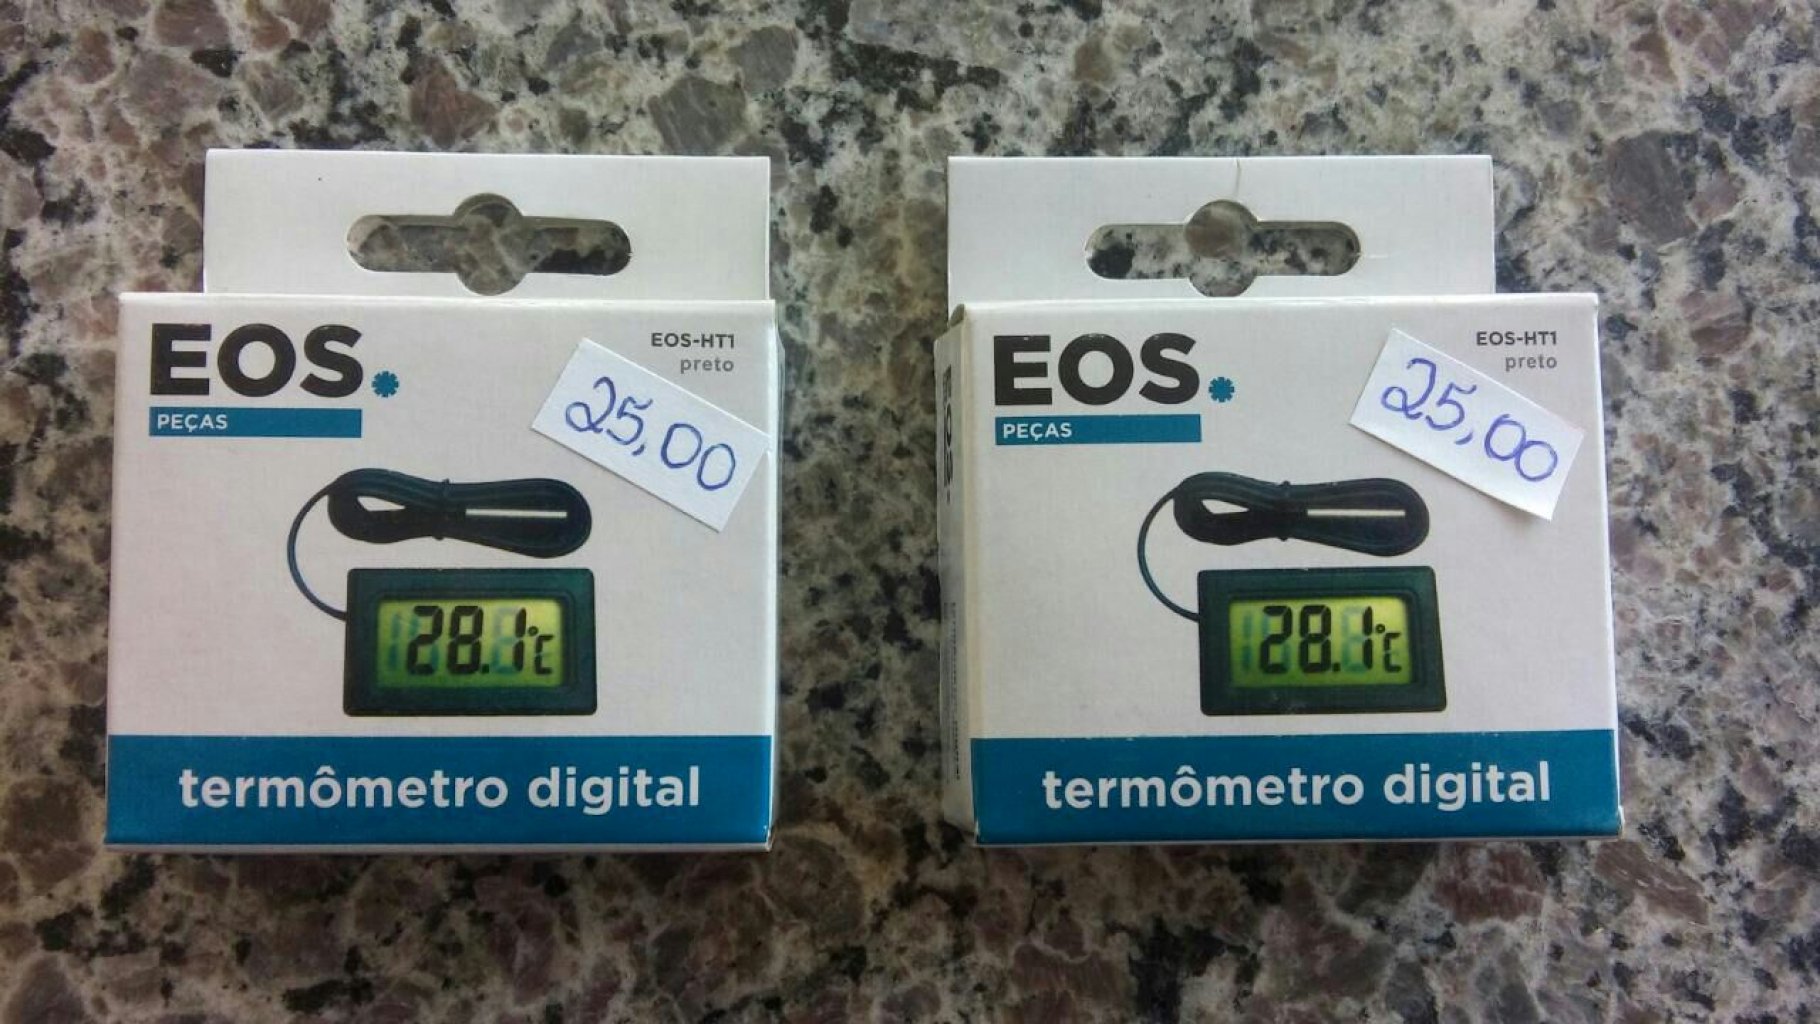 EOS
PEÇAS
EOS-HT1
preto
25,00
28.1°C
termômetro digital
EOS
PEÇAS
EOS-HT1
preto
25,00
28.1°C
termômetro digital
EOS